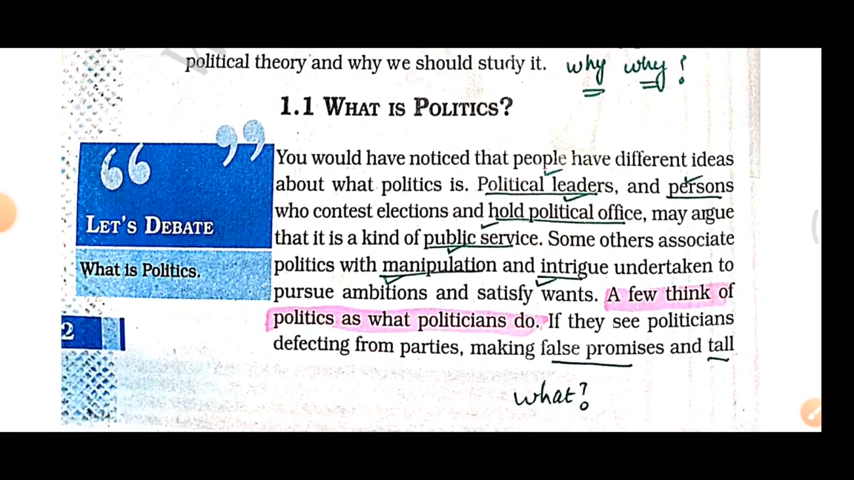 political theory and why we should study it. why why?
1.1 WHAT IS POLITICS?
You would have noticed that people have different ideas
about what politics is. Political leaders, and persons
who contest elections and hold political office, may argue
that it is a kind of public service. Some others associate
politics with manipulation and intrigue undertaken to
pursue ambitions and satisfy wants. A few think of
politics as what politicians do. If they see politicians
defecting from parties, making false promises and tall
what?
LET'S DEBATE
What is Politics.
2